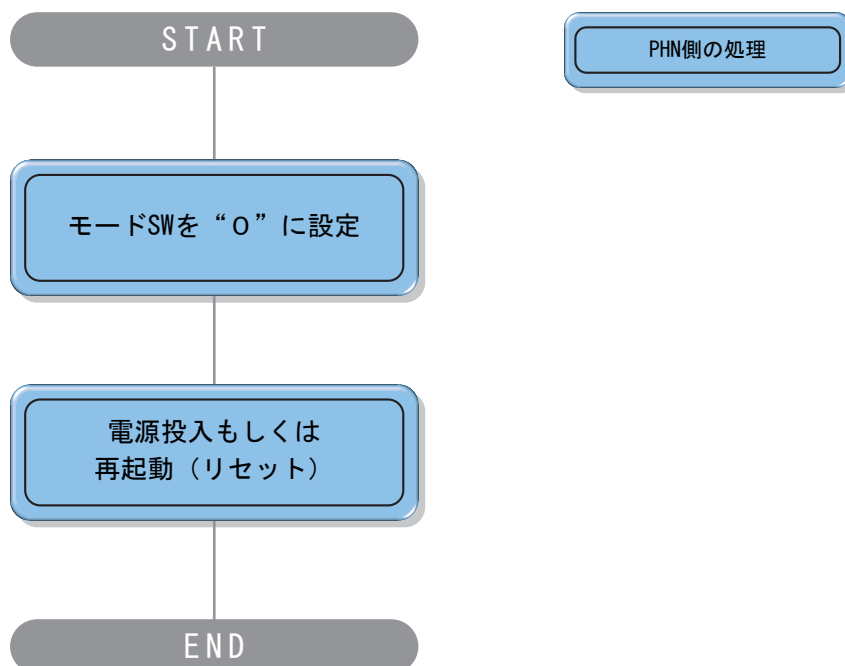 START
PHN側の処理
モードSWを“０”に設定
電源投入もしくは
再起動（リセット）
END